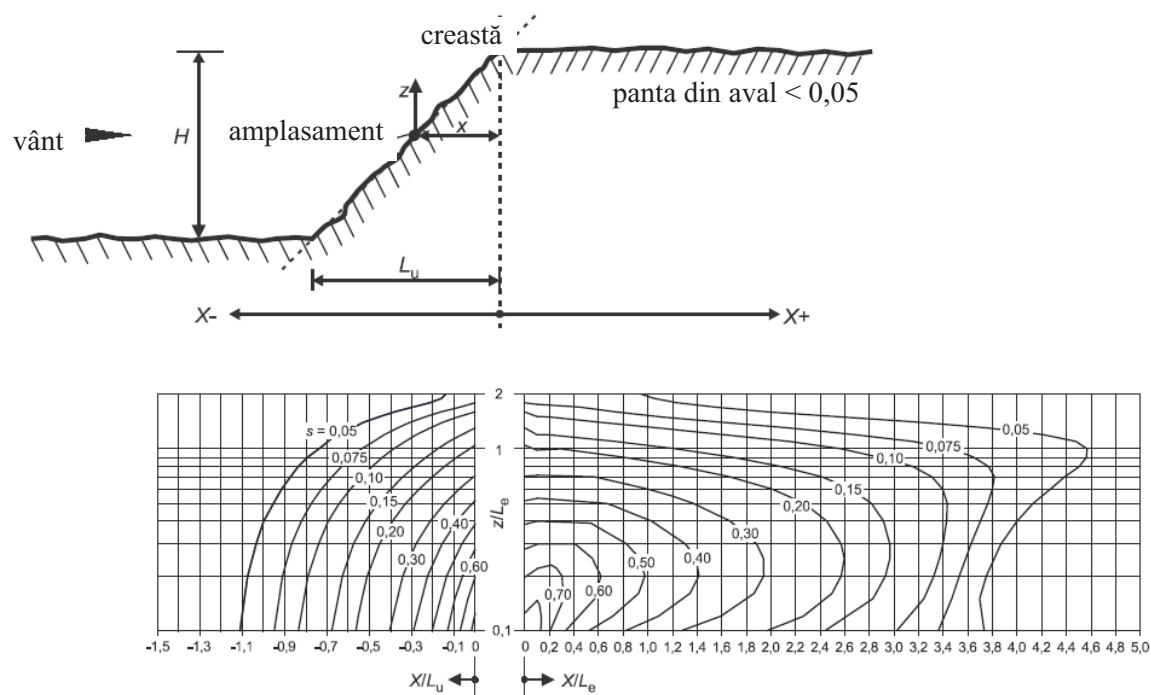 creastă
z
panta din aval < 0,05
amplasament
x
vânt
H
L_u
X-
X+
2
1
0,1
z/L_e
s = 0,05
0,075
0,10
0,15
0,20
0,30
0,40
0,60
0,05
0,075
0,10
0,15
0,20
0,30
0,40
0,50
0,60
0,70
-1,5 -1,3 -1,1 -0,9 -0,7 -0,5 -0,3 -0,1 0
0 0,2 0,6 0,8 1,0 1,2 1,4 1,6 1,8 2,0 2,2 2,4 2,6 2,8 3,0 3,2 3,4 3,6 3,8 4,0 4,2 4,4 4,6 4,8 5,0
X/L_u
X/L_e